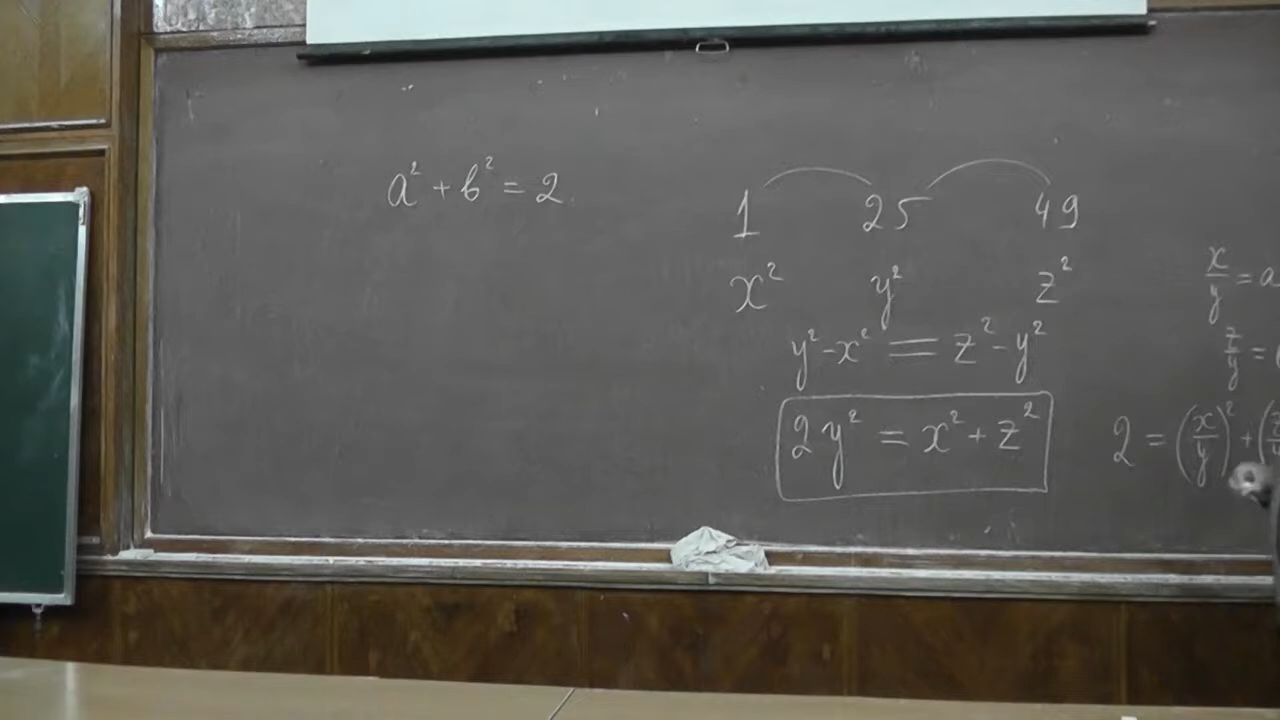 a² + b² = 2
1 25 49
x² y² z²
y² - x² = z² - y²
2y² = x² + z²
x/y = a
z/y =
2 = (x/y)² + (